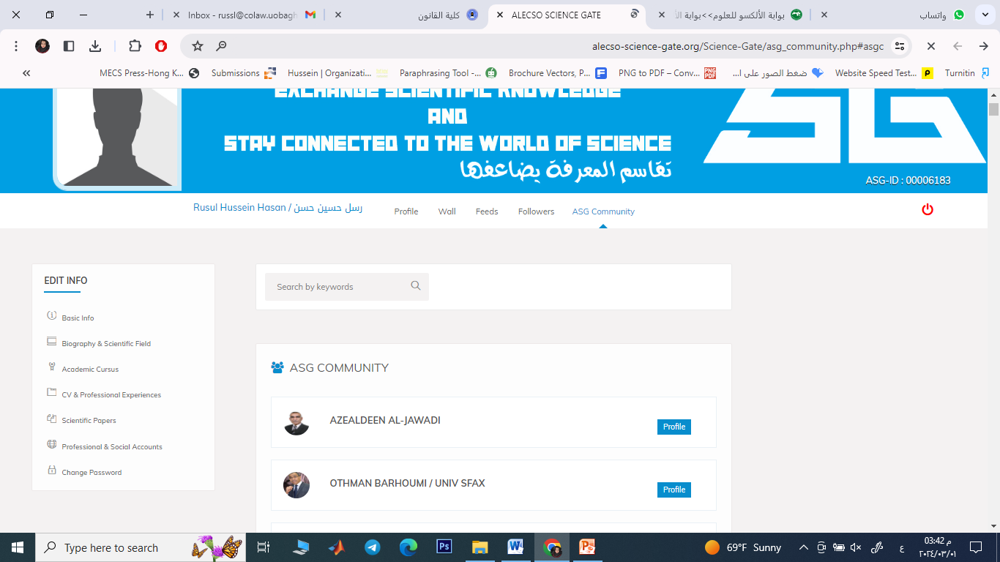 Inbox - russl@colaw.uobagh
كلية القانون
ALECSO SCIENCE GATE
بوابة الألكسو للعلوم>>بوابة الأ
واتساب
alecso-science-gate.org/Science-Gate/asg_community.php#asgc
MECS Press-Hong K...
Submissions
Hussein | Organizati...
Paraphrasing Tool -...
Brochure Vectors, P...
PNG to PDF – Conv...
ضغط الصور على ا...
Website Speed Test...
Turnitin
EXCHANGE SCIENTIFIC KNOWLEDGE
AND
STAY CONNECTED TO THE WORLD OF SCIENCE
تقاسم المعرفة يضاعفها
SG
ASG-ID : 00006183
Rusul Hussein Hasan / رسل حسين حسن
Profile
Wall
Feeds
Followers
ASG Community
EDIT INFO
Basic Info
Biography & Scientific Field
Academic Cursus
CV & Professional Experiences
Scientific Papers
Professional & Social Accounts
Change Password
Search by keywords
ASG COMMUNITY
AZEALDEEN AL-JAWADI
Profile
OTHMAN BARHOUMI / UNIV SFAX
Profile
Type here to search
Ps
69°F Sunny
ع
03:42 م
٢٠٢٤/٠٣/٠١